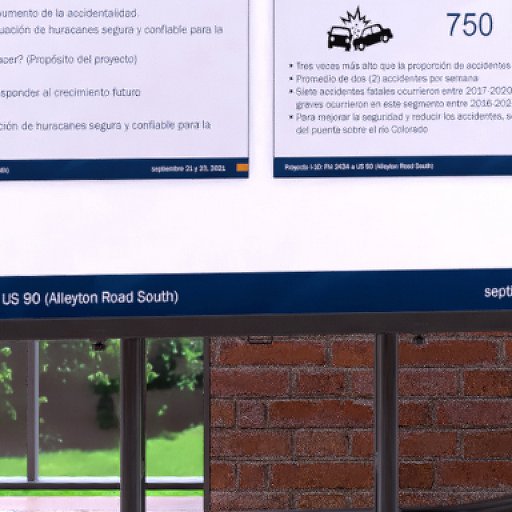 umento de la accidentalidad.
uación de huracanes segura y confiable para la
acer? (Propósito del proyecto)
sponder al crecimiento futuro
ción de huracanes segura y confiable para la
septiembre 21 y 23, 2021
750
• Tres veces más alto que la proporción de accidentes
• Promedio de dos (2) accidentes por semana
• Siete accidentes fatales ocurrieron entre 2017-2020
graves ocurrieron en este segmento entre 2016-202
• Para mejorar la seguridad y reducir los accidentes, s
del puente sobre el río Colorado
Proyecto I-10: FM 2434 a US 90 (Alleyton Road South)
US 90 (Alleyton Road South)
septi